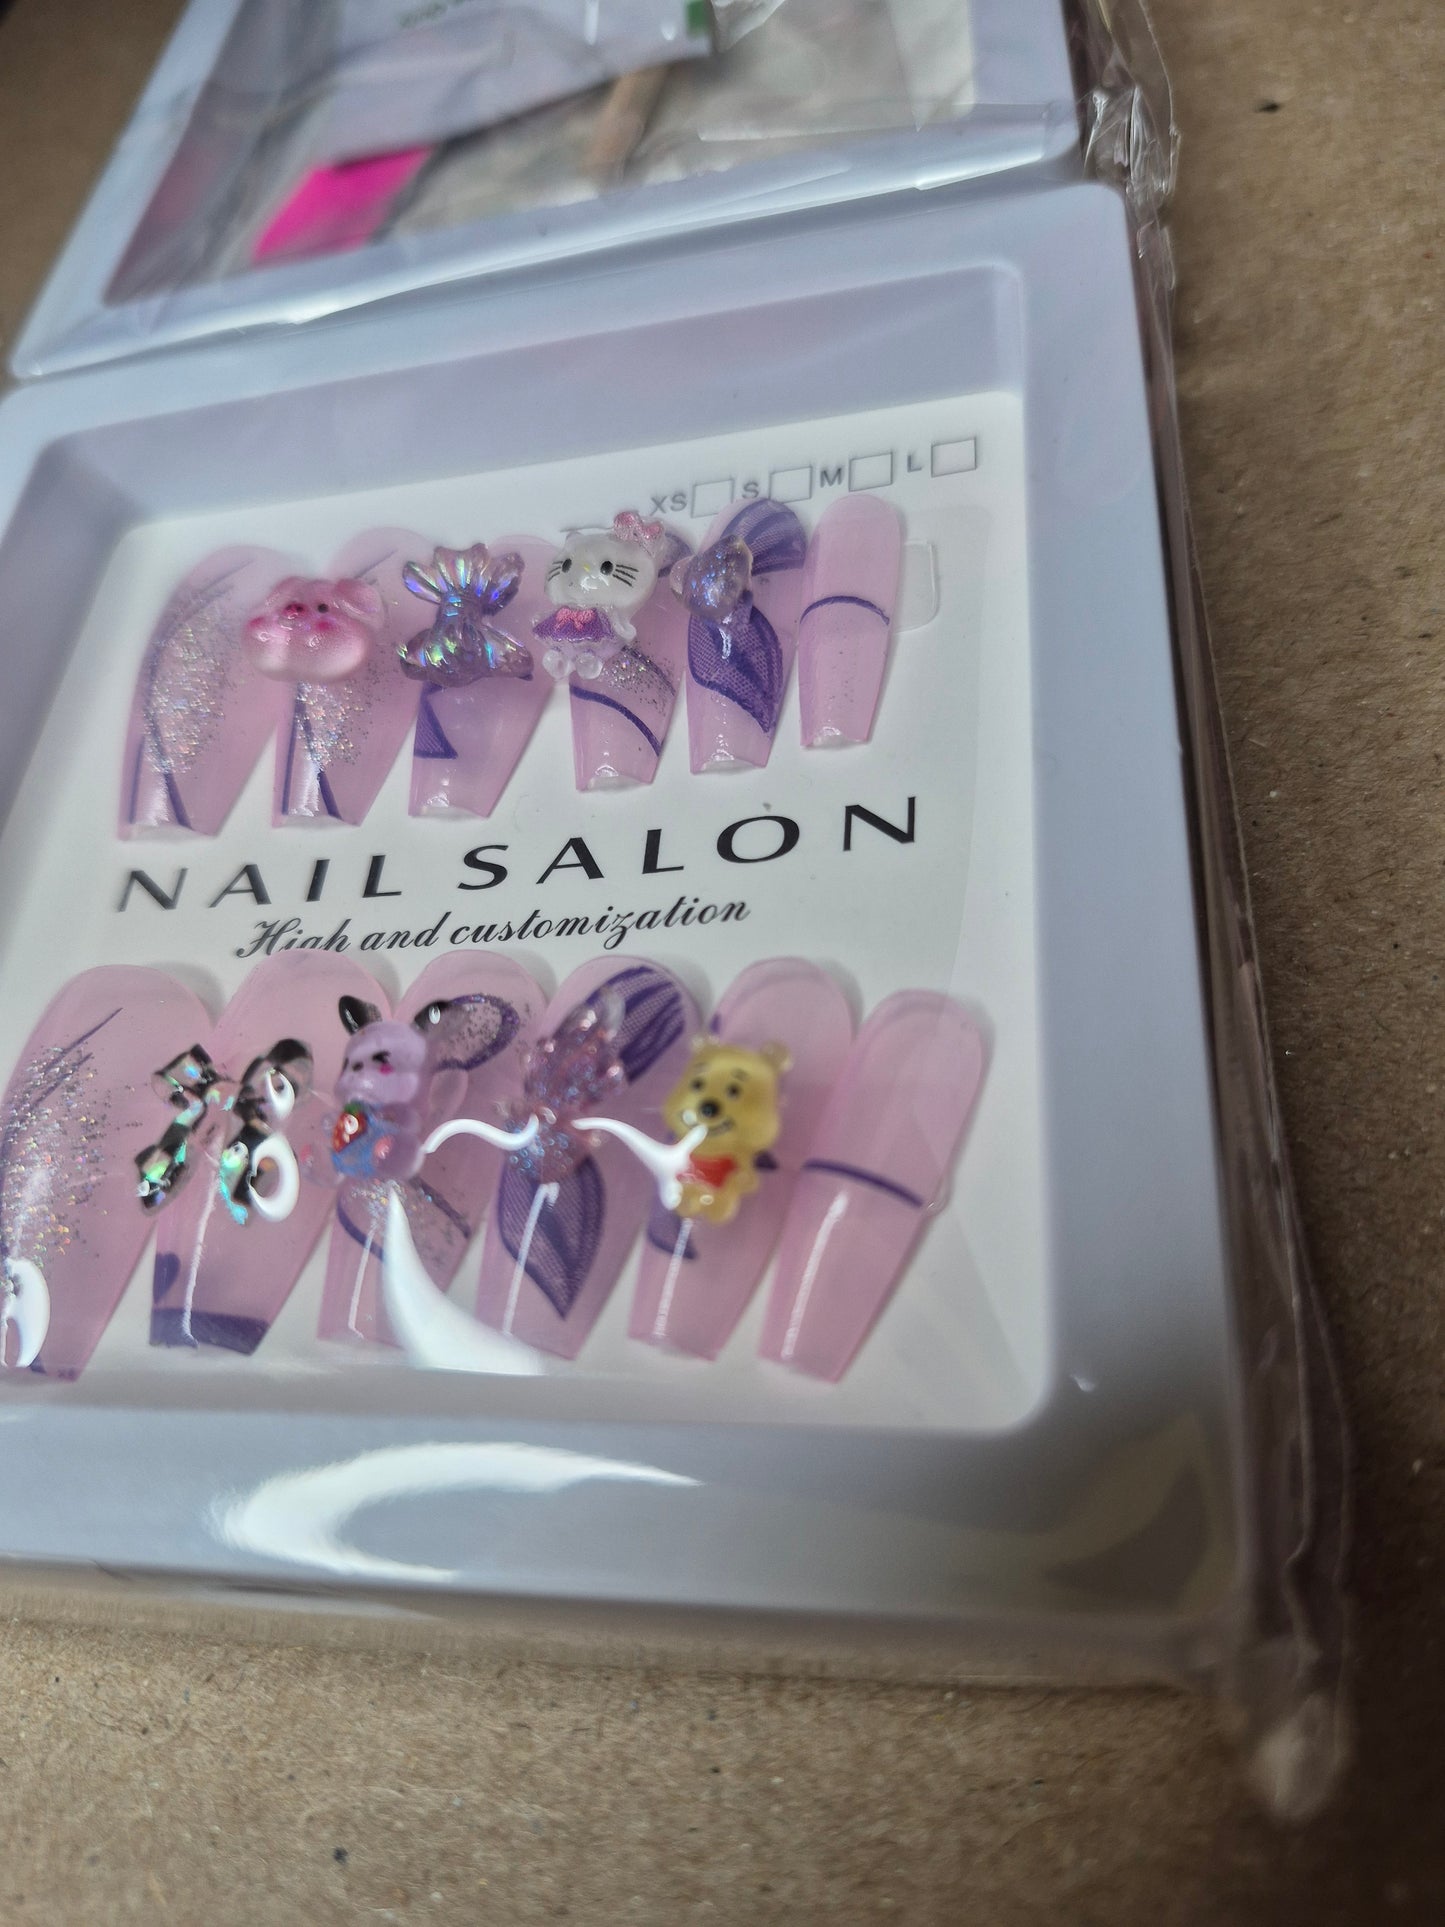 XS S M L
NAIL SALON
High and customization